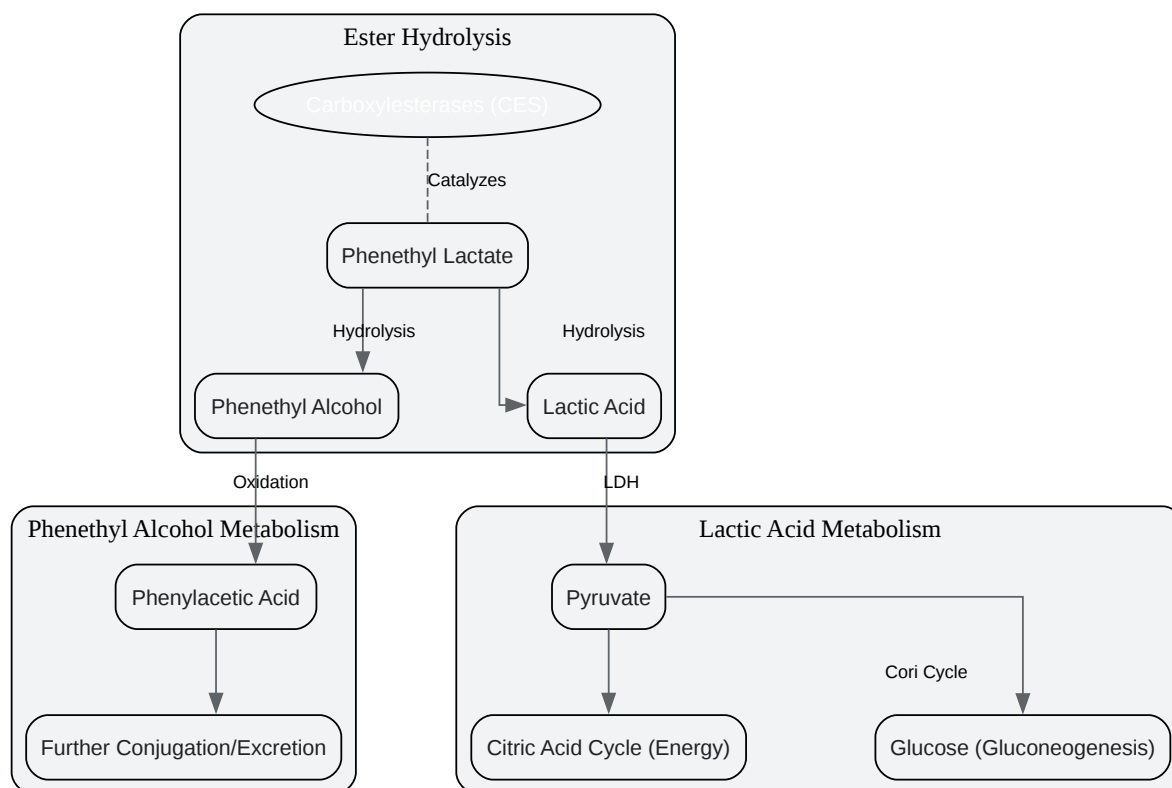 Ester Hydrolysis
Carboxylesterases (CES)
Catalyzes
Phenethyl Lactate
Hydrolysis
Hydrolysis
Phenethyl Alcohol
Lactic Acid
Oxidation
LDH
Phenethyl Alcohol Metabolism
Lactic Acid Metabolism
Phenylacetic Acid
Pyruvate
Cori Cycle
Further Conjugation/Excretion
Citric Acid Cycle (Energy)
Glucose (Gluconeogenesis)